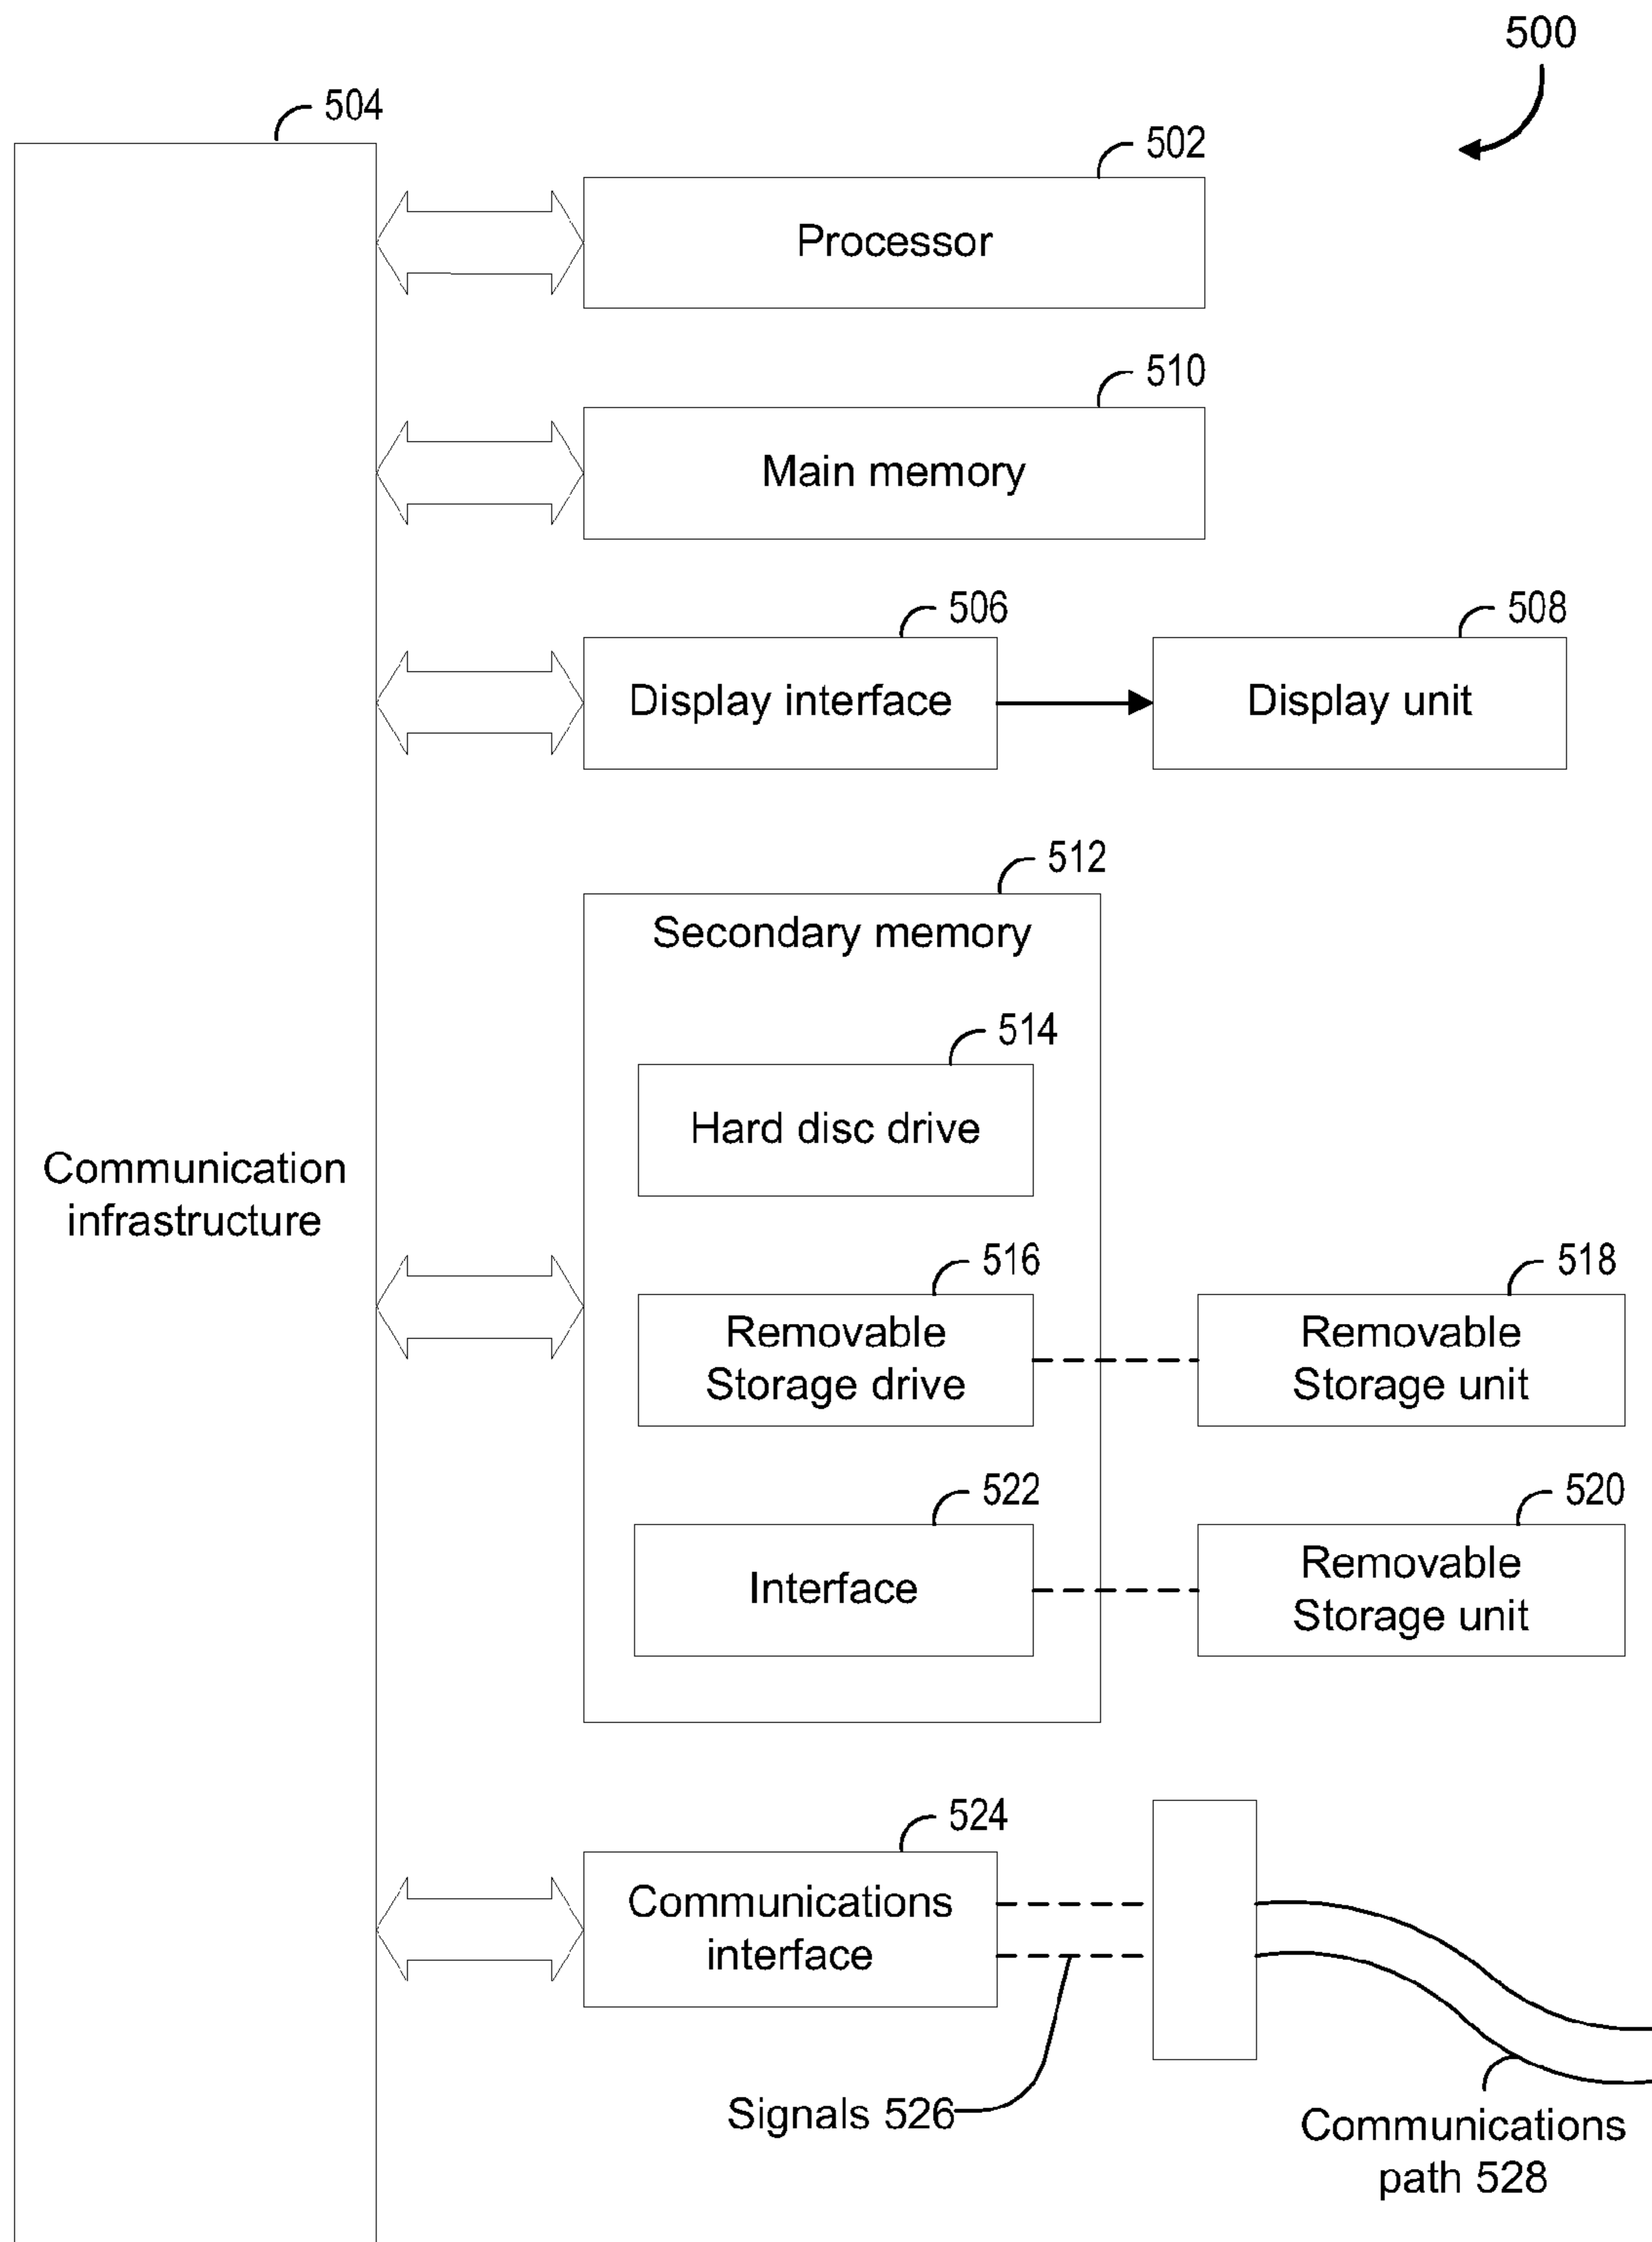 500
504
502
Processor
510
Main memory
506
508
Display interface
Display unit
512
Secondary memory
514
Hard disc drive
Communication
infrastructure
516
518
Removable
Storage drive
Removable
Storage unit
522
520
Interface
Removable
Storage unit
524
Communications
interface
Signals 526
Communications
path 528